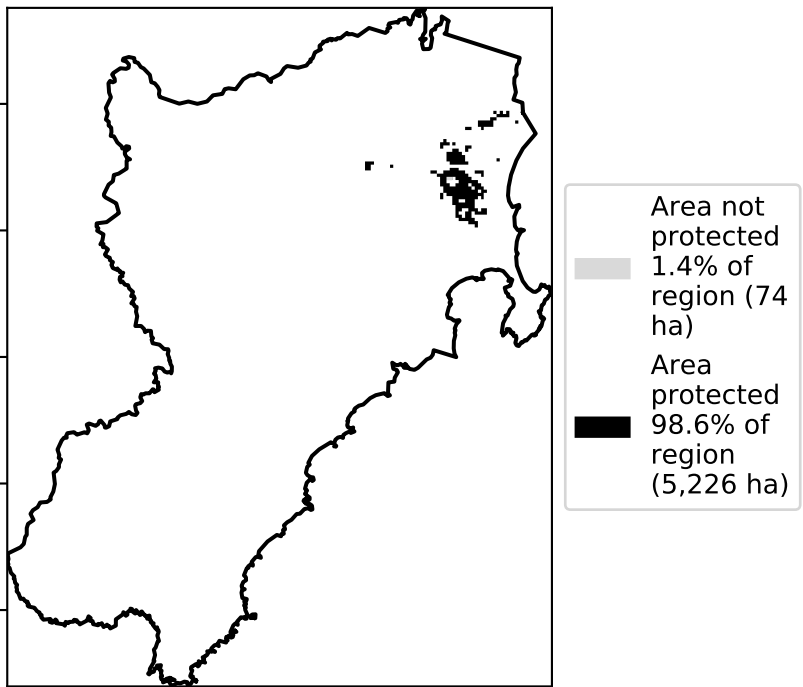 Area not
protected
1.4% of
region (74
ha)
Area
protected
98.6% of
region
(5,226 ha)